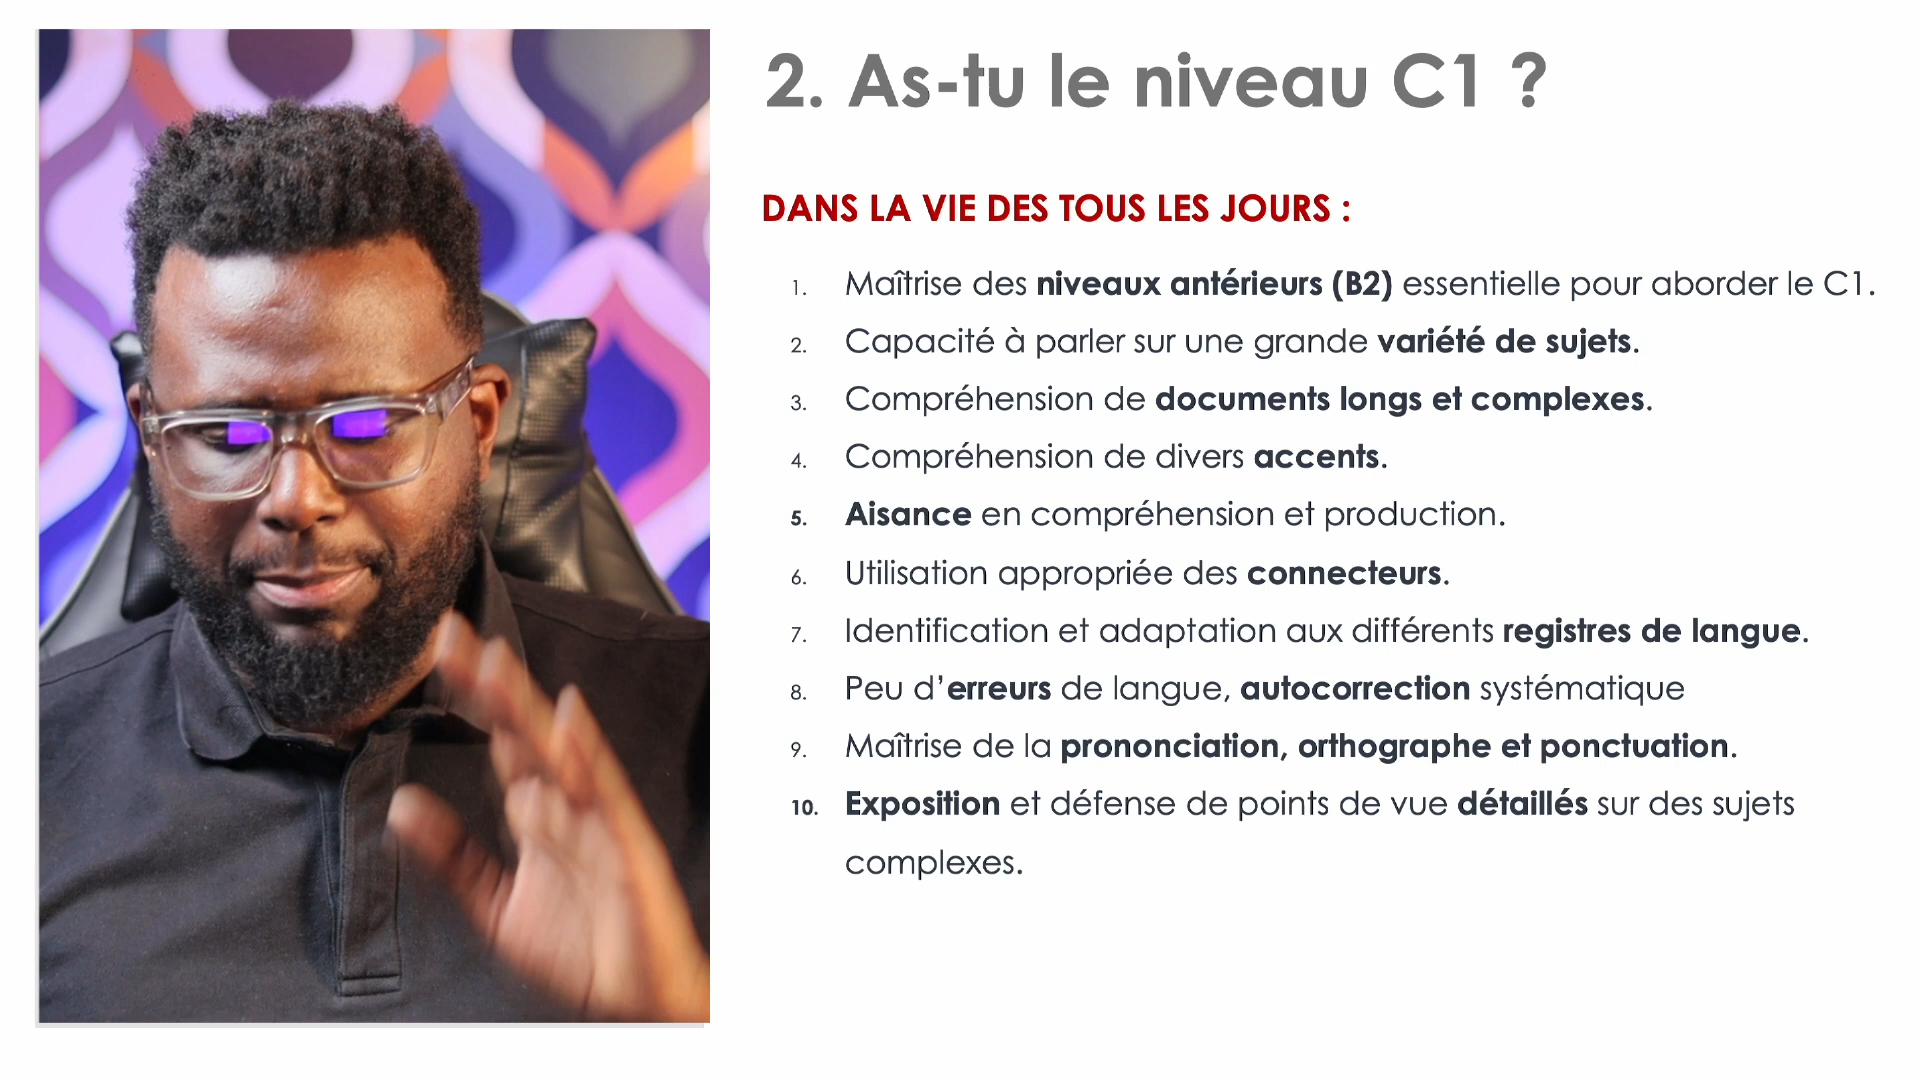 2. As-tu le niveau C1 ?
DANS LA VIE DES TOUS LES JOURS :
1. Maîtrise des niveaux antérieurs (B2) essentielle pour aborder le C1.
2. Capacité à parler sur une grande variété de sujets.
3. Compréhension de documents longs et complexes.
4. Compréhension de divers accents.
5. Aisance en compréhension et production.
6. Utilisation appropriée des connecteurs.
7. Identification et adaptation aux différents registres de langue.
8. Peu d’erreurs de langue, autocorrection systématique
9. Maîtrise de la prononciation, orthographe et ponctuation.
10. Exposition et défense de points de vue détaillés sur des sujets
complexes.